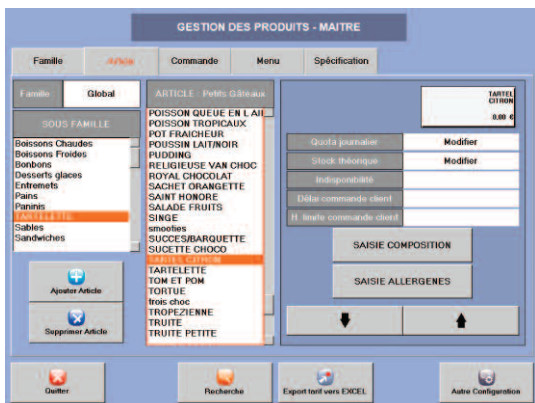 GESTION DES PRODUITS - MAITRE
Famille
Article
Commande
Menu
Spécification
Famille
Global
SOUS FAMILLE
Boissons Chaudes
Boissons Froides
Bonbons
Desserts glaces
Entremets
Pains
Paninis
TARTELETTE
Sables
Sandwiches
Ajouter Article
Supprimer Article
ARTICLE : Petits Gâteaux
POISSON QUEUE EN L AIR
POISSON TROPICAUX
POT FRAICHEUR
POUSSIN LAIT/NOIR
PUDDING
RELIGIEUSE VAN CHOC
ROYAL CHOCOLAT
SACHET ORANGETTE
SAINT HONORE
SALADE FRUITS
SINGE
smooties
SUCCES/BARQUETTE
SUCETTE CHOCO
TARTEL CITRON
TARTELETTE
TOM ET POM
TORTUE
trois choc
TROPEZIENNE
TRUITE
TRUITE PETITE
TARTEL
CITRON
0.00 €
Quota journalier
Modifier
Stock théorique
Modifier
Indisponibilité
Délai commande client
H. limite commande client
SAISIE COMPOSITION
SAISIE ALLERGENES
Quitter
Recherche
Export tarif vers EXCEL
Autre Configuration